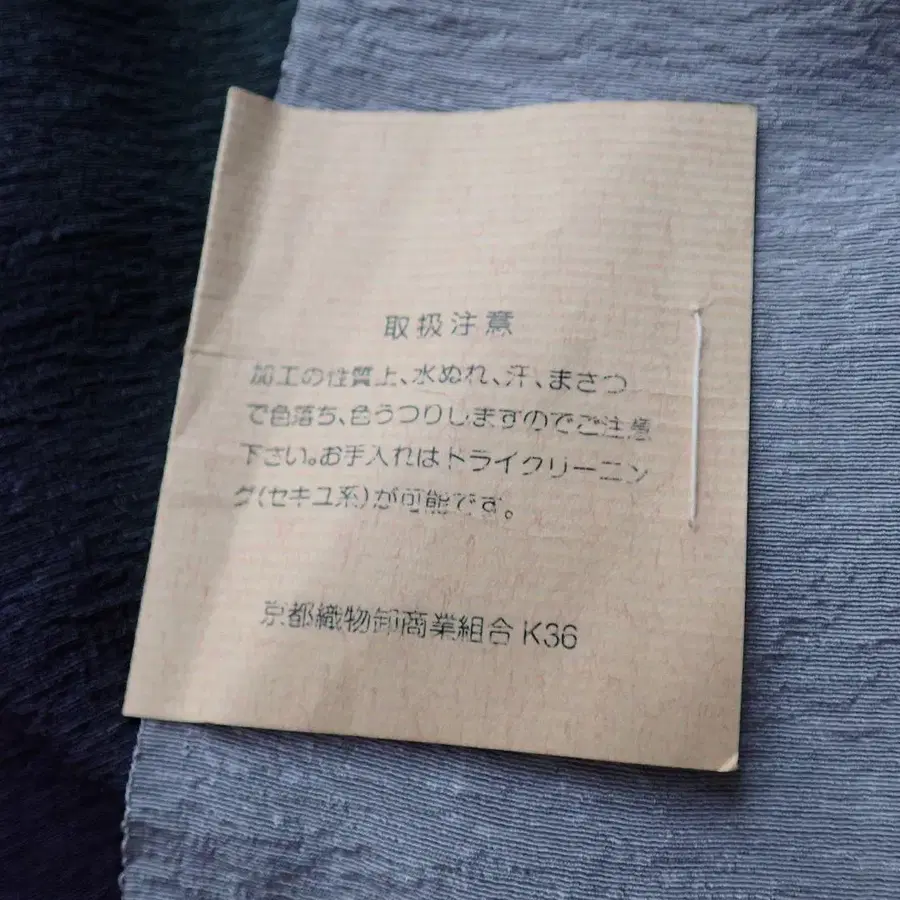 取扱注意
加工の性質上、水ぬれ、汗、まさつ
で色落ち、色うつりしますのでご注意
下さい。お手入れはドライクリーニン
グ(セキユ系)が可能です。
京都織物卸商業組合 K36